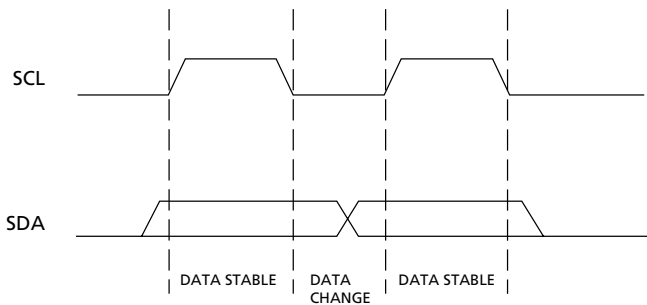 SCL
SDA
DATA STABLE
DATA
CHANGE
DATA STABLE